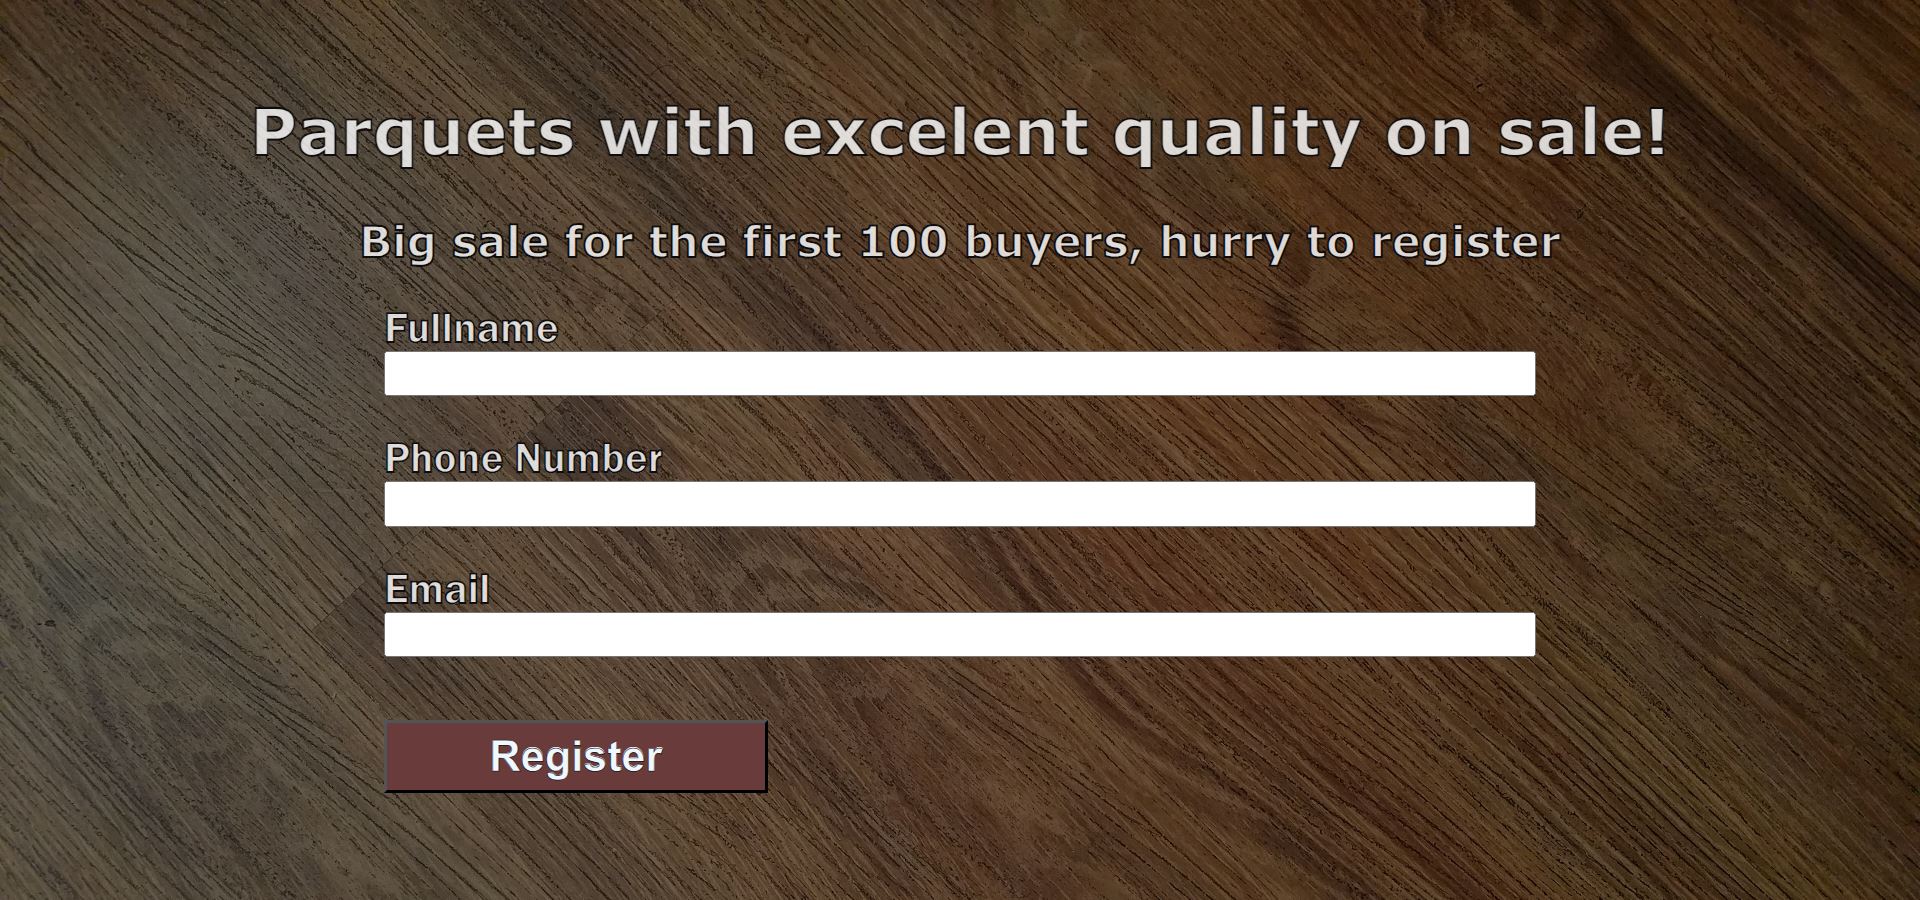 Parquets with excelent quality on sale!
Big sale for the first 100 buyers, hurry to register
Fullname
Phone Number
Email
Register